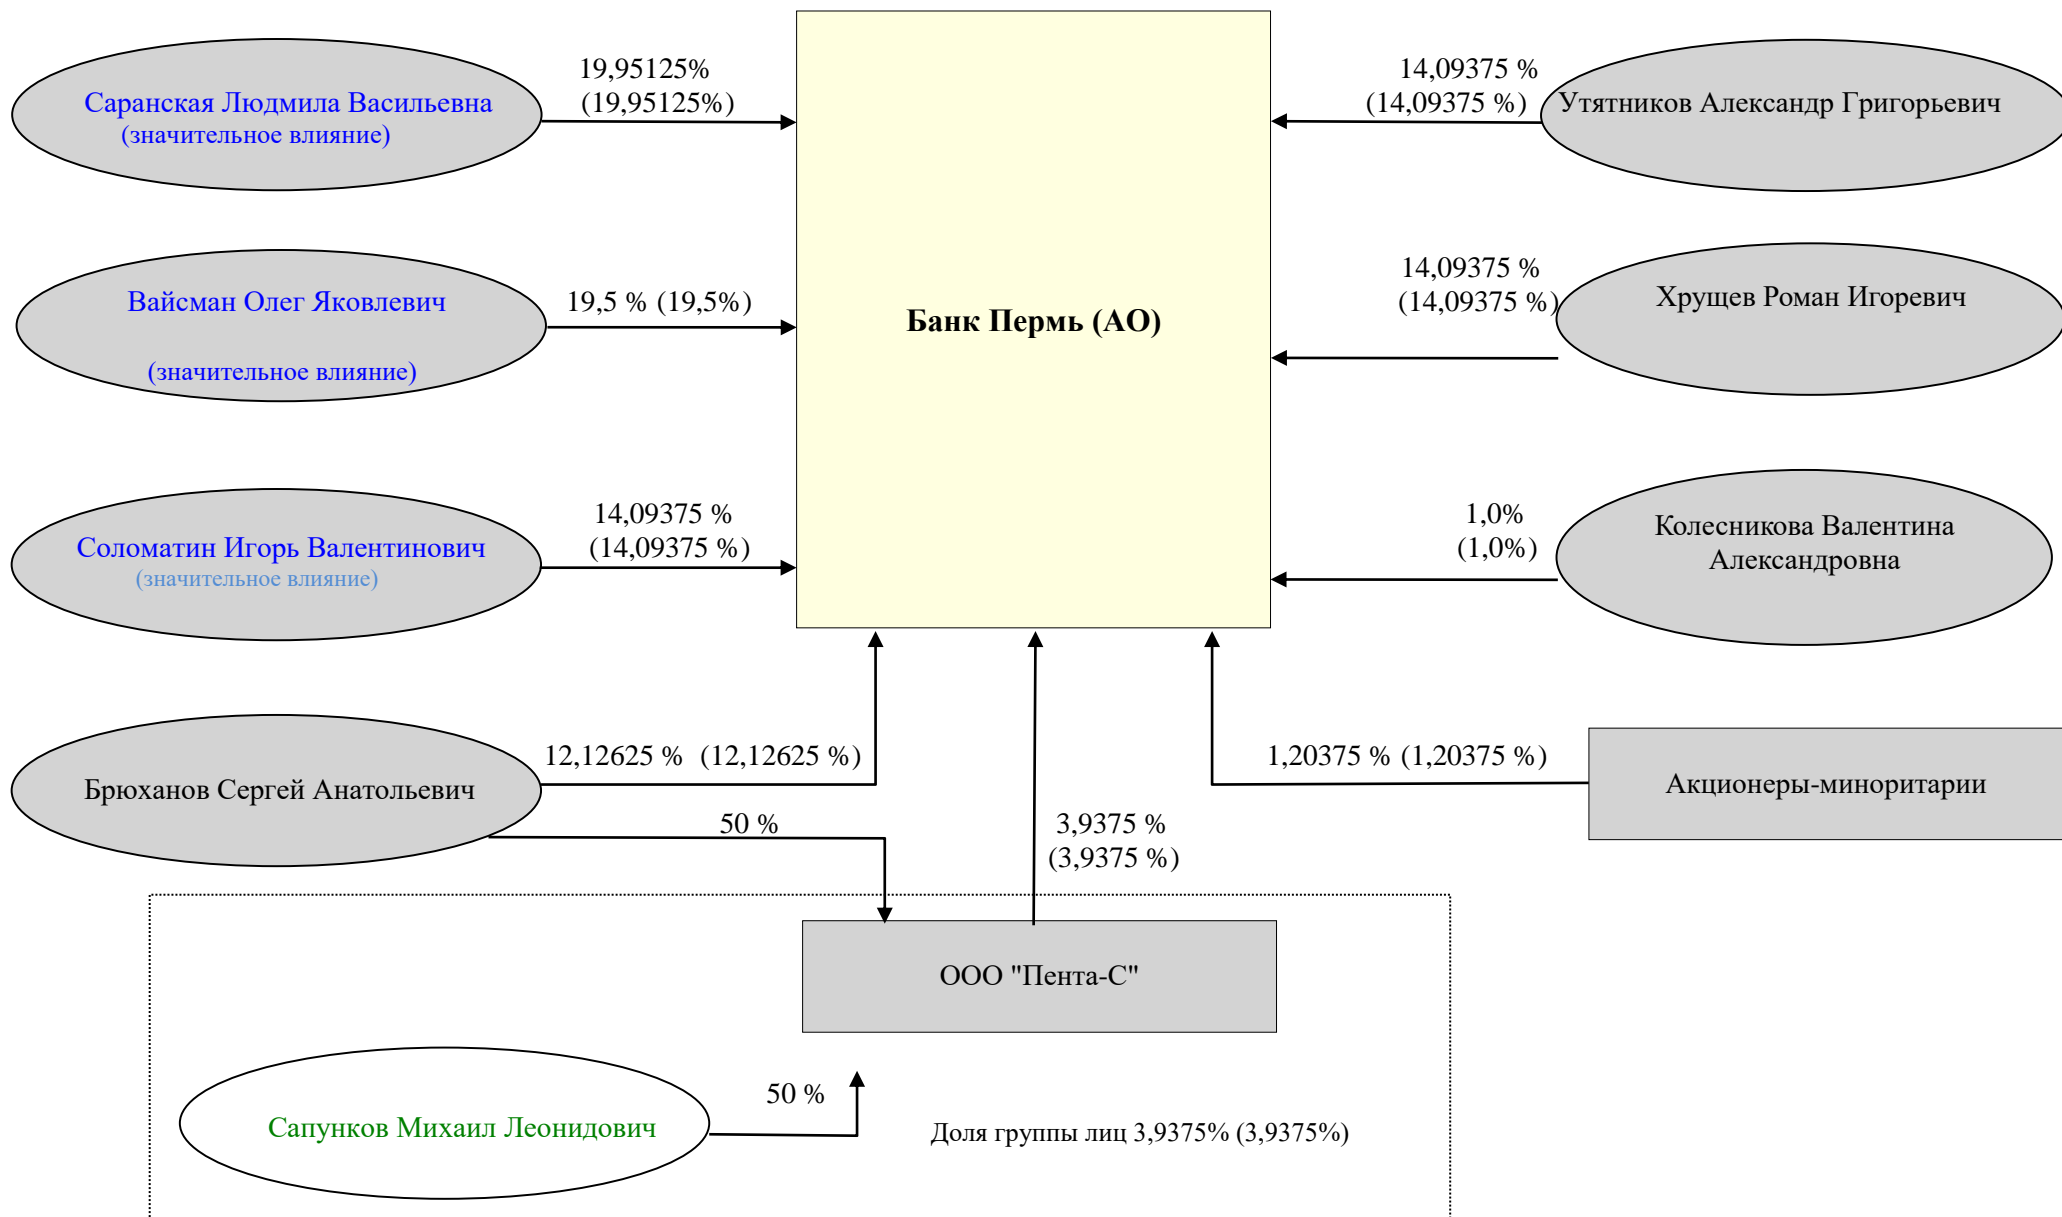 19,95125%
(19,95125%)
Саранская Людмила Васильевна
(значительное влияние)
14,09375 %
(14,09375 %)
Утятников Александр Григорьевич
Вайсман Олег Яковлевич
(значительное влияние)
19,5 % (19,5%)
Банк Пермь (АО)
14,09375 %
(14,09375 %)
Хрущев Роман Игоревич
Соломатин Игорь Валентинович
(значительное влияние)
14,09375 %
(14,09375 %)
1,0%
(1,0%)
Колесникова Валентина
Александровна
Брюханов Сергей Анатольевич
12,12625 % (12,12625 %)
50 %
3,9375 %
(3,9375 %)
1,20375 % (1,20375 %)
Акционеры-миноритарии
ООО "Пента-С"
Сапунков Михаил Леонидович
50 %
Доля группы лиц 3,9375% (3,9375%)